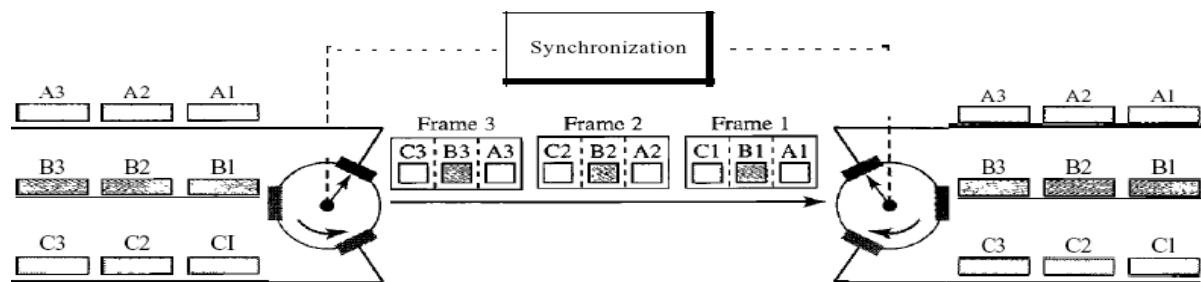 Synchronization
A3 A2 A1
A3 A2 A1
Frame 3 Frame 2 Frame 1
C3 B3 A3 C2 B2 A2 C1 B1 A1
B3 B2 B1
B3 B2 B1
C3 C2 CI
C3 C2 C1